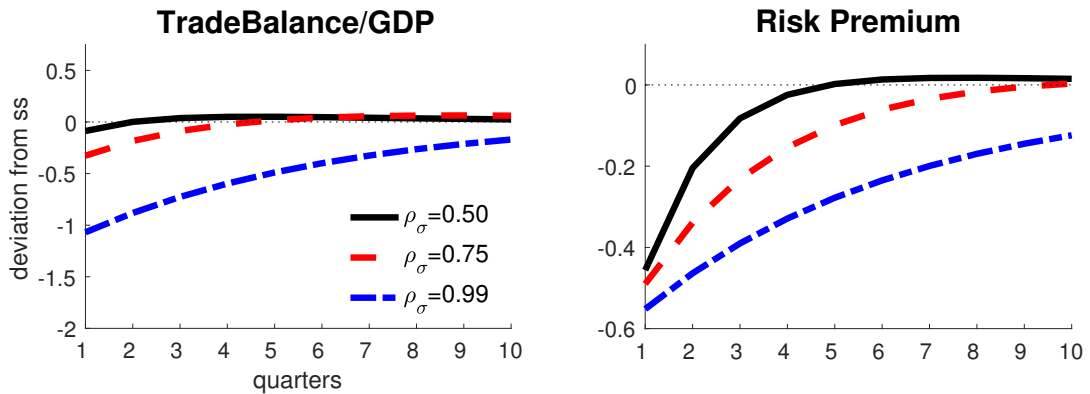 TradeBalance/GDP
0.5
0
-0.5
-1
-1.5
-2
deviation from ss
1 2 3 4 5 6 7 8 9 10
quarters
ρσ=0.50
ρσ=0.75
ρσ=0.99
Risk Premium
0
-0.2
-0.4
-0.6
1 2 3 4 5 6 7 8 9 10